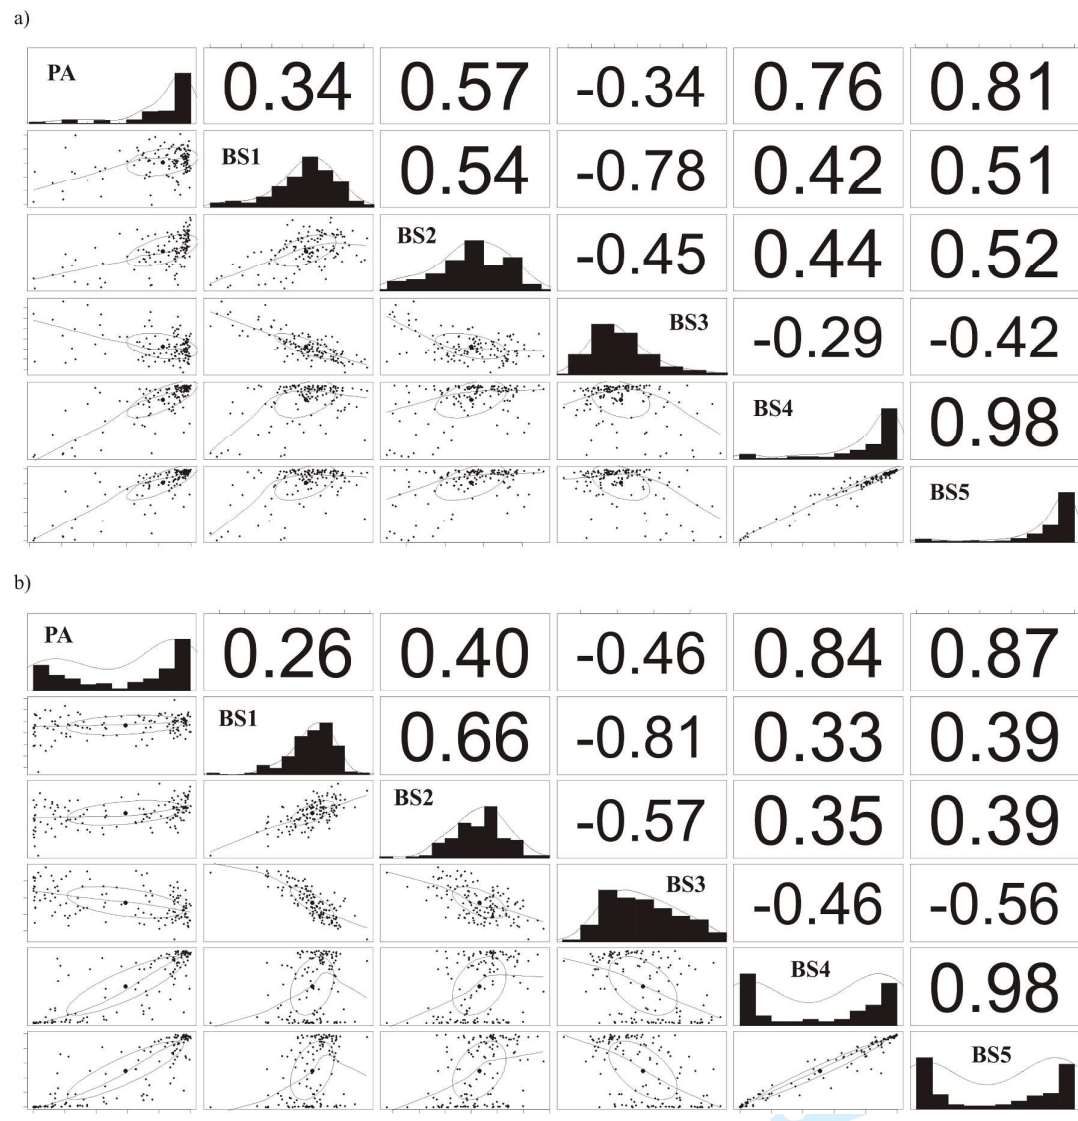 a)
PA 0.34 0.57 -0.34 0.76 0.81
BS1 0.54 -0.78 0.42 0.51
BS2 -0.45 0.44 0.52
BS3 -0.29 -0.42
BS4 0.98
BS5
b)
PA 0.26 0.40 -0.46 0.84 0.87
BS1 0.66 -0.81 0.33 0.39
BS2 -0.57 0.35 0.39
BS3 -0.46 -0.56
BS4 0.98
BS5